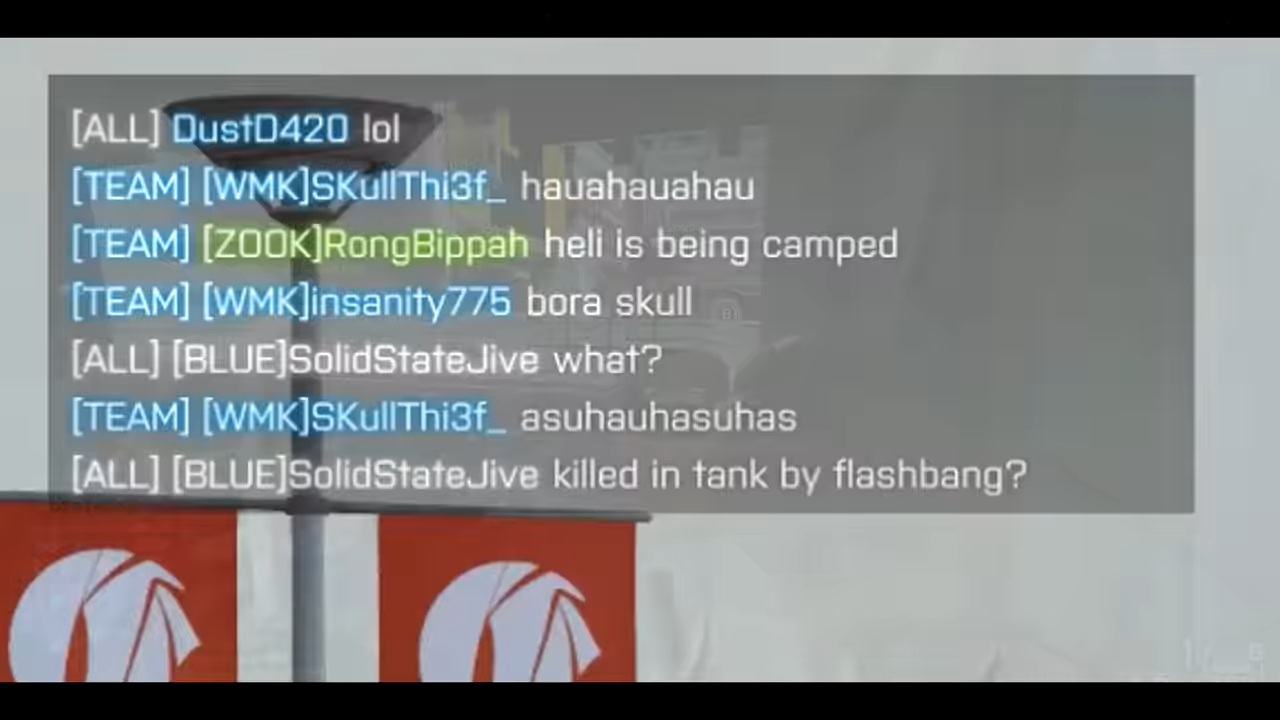 [ALL] DustD420 lol
[TEAM] [WMK]SKullThi3f_ hauahauahau
[TEAM] [ZOOK]RongBippah heli is being camped
[TEAM] [WMK]insanity775 bora skull
[ALL] [BLUE]SolidStateJive what?
[TEAM] [WMK]SKullThi3f_ asuhauhasuhas
[ALL] [BLUE]SolidStateJive killed in tank by flashbang?